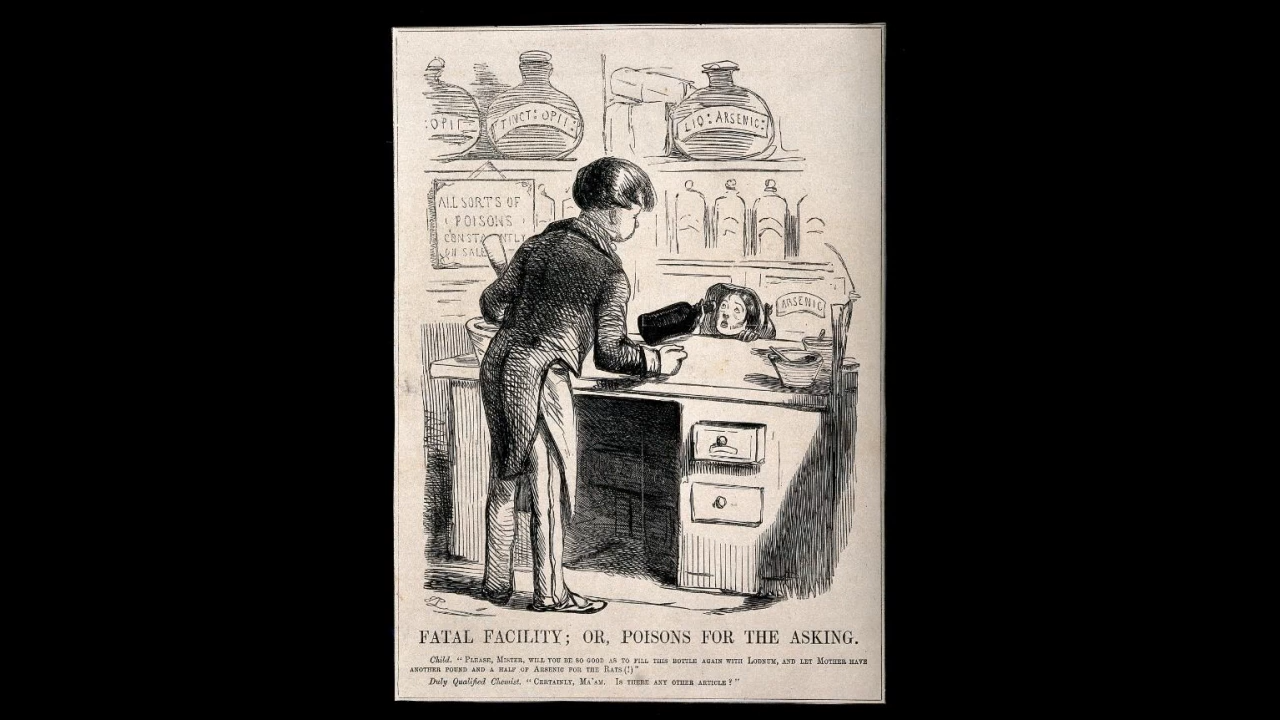 OPII
TINCT: OPII:
LIQ: ARSENIC:
ALL SORTS OF
POISONS
CONSTANTLY
ON SALE
ARSENIC
FATAL FACILITY; OR, POISONS FOR THE ASKING.
Child. "PLEASE, MISTER, WILL YOU BE SO GOOD AS TO FILL THIS BOTTLE AGAIN WITH LODNUM, AND LET MOTHER HAVE
ANOTHER POUND AND A HALF OF ARSENIC FOR THE RATS (!)"
Duly Qualified Chemist. "CERTAINLY, MA'AM. IS THERE ANY OTHER ARTICLE?"